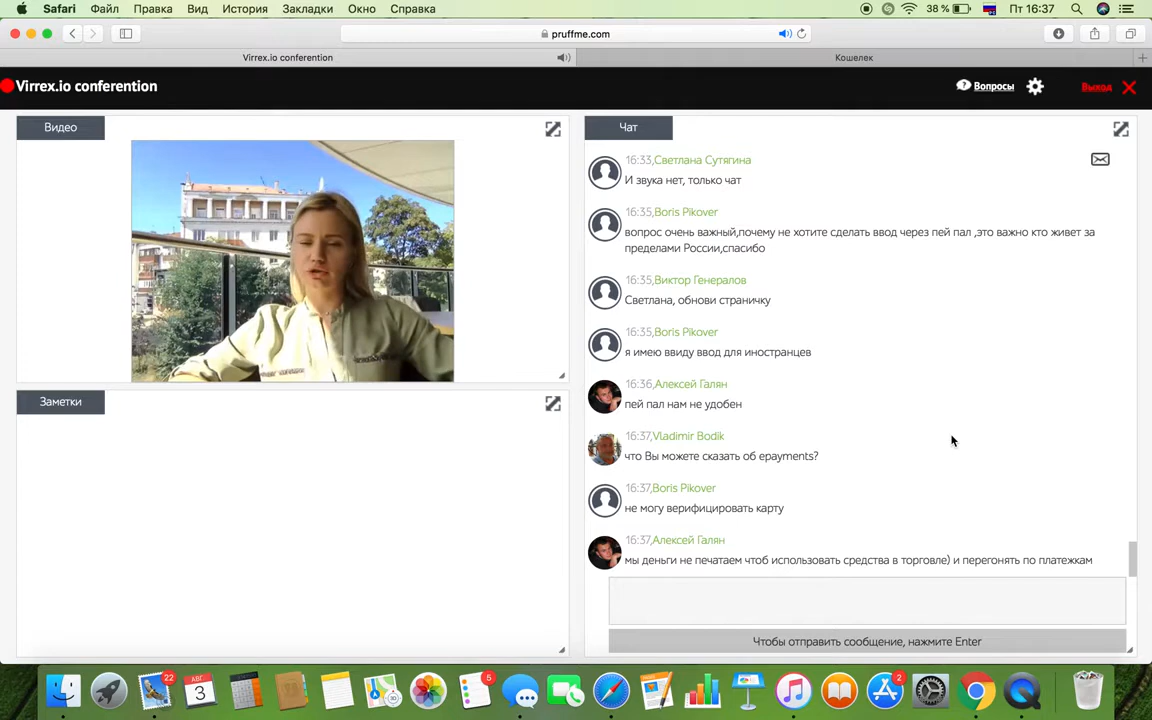 Safari Файл Правка Вид История Закладки Окно Справка 38 % Пт 16:37
pruffme.com
Virrex.io conferention
Кошелек
Virrex.io conferention
Вопросы
Выход
Видео
Чат
16:33,Светлана Сутягина
И звука нет, только чат
16:35,Boris Pikover
вопрос очень важный,почему не хотите сделать ввод через пей пал ,это важно кто живет за
пределами России,спасибо
16:35,Виктор Генералов
Светлана, обнови страничку
16:35,Boris Pikover
я имею ввиду ввод для иностранцев
16:36,Алексей Галян
пей пал нам не удобен
16:37,Vladimir Bodik
что Вы можете сказать об epayments?
16:37,Boris Pikover
не могу верифицировать карту
16:37,Алексей Галян
мы деньги не печатаем чтоб использовать средства в торговле) и перегонять по платежкам
Заметки
Чтобы отправить сообщение, нажмите Enter
22
АВГ
3
5
2